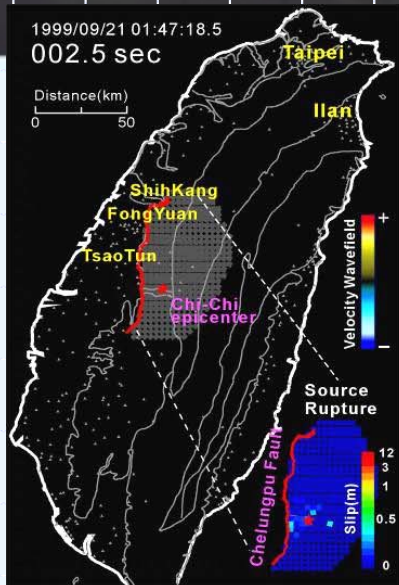 1999/09/21 01:47:18.5
002.5 sec
Distance(km)
0 50
Taipei
Ilan
ShihKang
FongYuan
TsaoTun
Chi-Chi
epicenter
Velocity Wavefield
+
−
Source
Rupture
Chelungpu Fault
Slip(m)
12
3
1
0.5
0